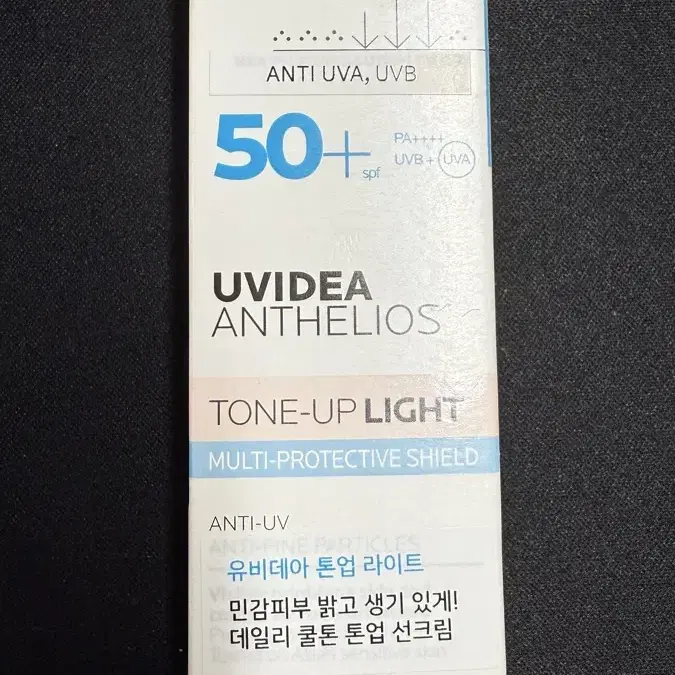 ANTI UVA, UVB
50+ spf
PA++++
UVB + UVA
UVIDEA
ANTHELIOS
TONE-UP LIGHT
MULTI-PROTECTIVE SHIELD
ANTI-UV
ANTI-FINE PARTICLES
유비데아 톤업 라이트
민감피부 밝고 생기 있게!
데일리 쿨톤 톤업 선크림